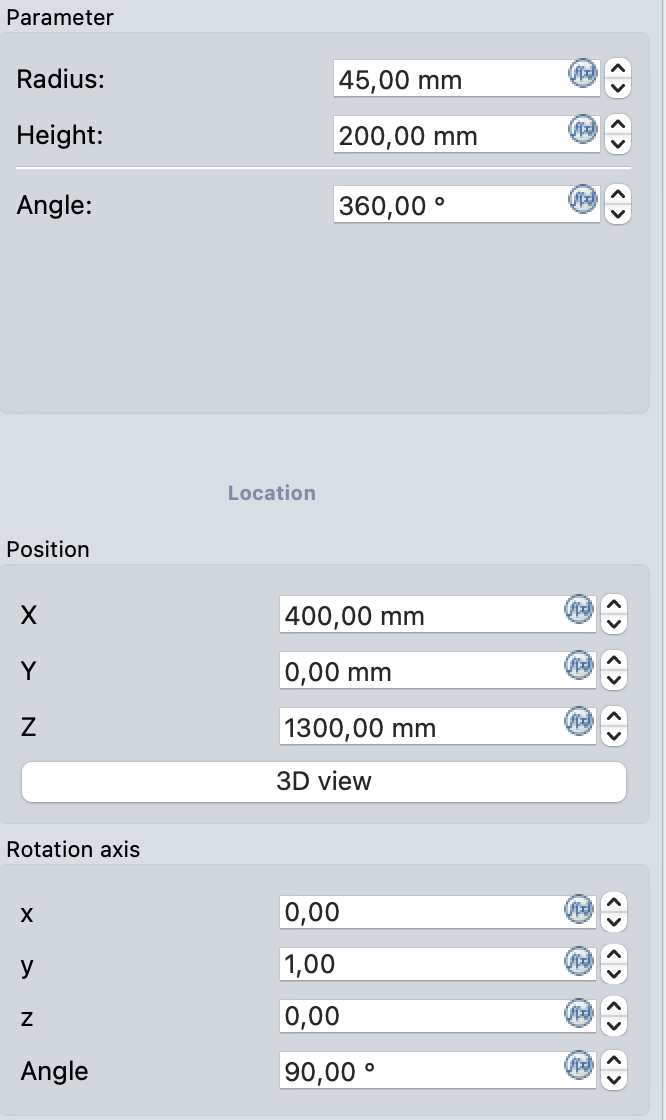 Parameter
Radius: 45,00 mm
Height: 200,00 mm
Angle: 360,00 °
Location
Position
X 400,00 mm
Y 0,00 mm
Z 1300,00 mm
3D view
Rotation axis
x 0,00
y 1,00
z 0,00
Angle 90,00 °